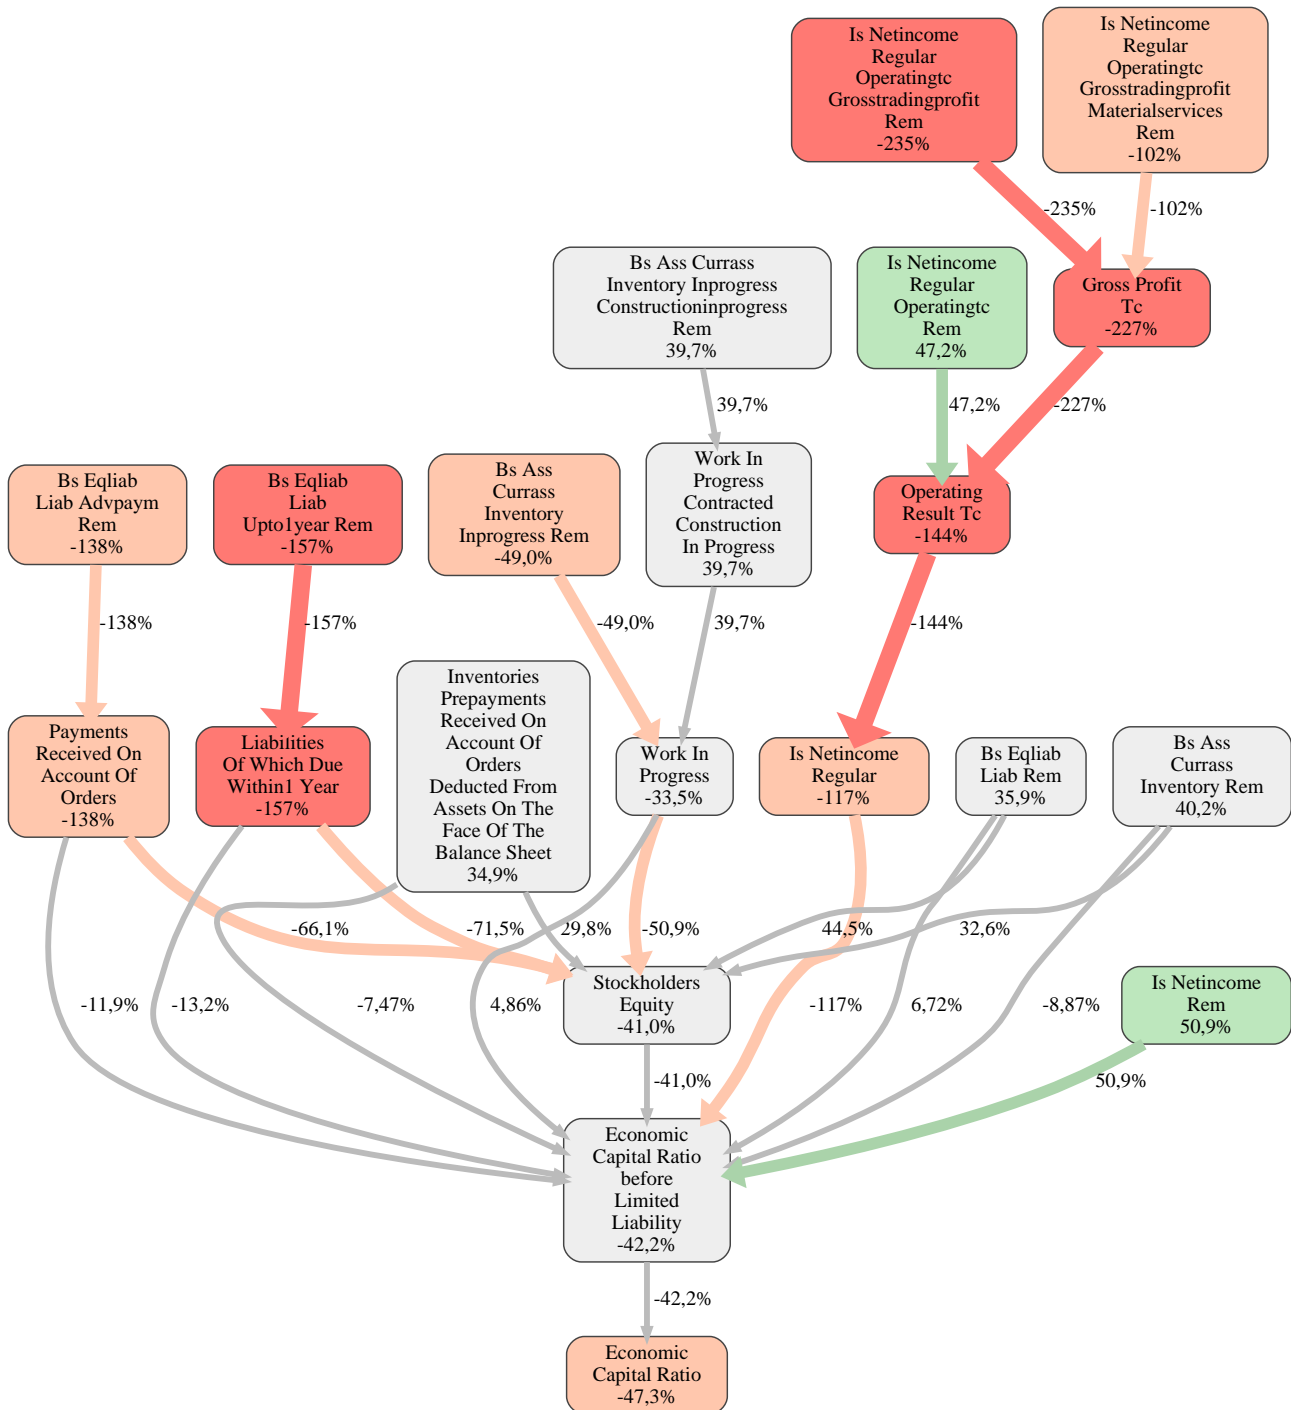 Is Netincome
Regular
Operatingtc
Grosstradingprofit
Rem
-235%
Is Netincome
Regular
Operatingtc
Grosstradingprofit
Materialservices
Rem
-102%
-235%
-102%
Bs Ass Currass
Inventory Inprogress
Constructioninprogress
Rem
39,7%
Is Netincome
Regular
Operatingtc
Rem
47,2%
Gross Profit
Tc
-227%
39,7%
47,2%
-227%
Bs Eqliab
Liab Advpaym
Rem
-138%
Bs Eqliab
Liab
Upto1year Rem
-157%
Bs Ass
Currass
Inventory
Inprogress Rem
-49,0%
Work In
Progress
Contracted
Construction
In Progress
39,7%
Operating
Result Tc
-144%
-138%
-157%
-49,0%
39,7%
-144%
Payments
Received On
Account Of
Orders
-138%
Liabilities
Of Which Due
Within1 Year
-157%
Inventories
Prepayments
Received On
Account Of
Orders
Deducted From
Assets On The
Face Of The
Balance Sheet
34,9%
Work In
Progress
-33,5%
Is Netincome
Regular
-117%
Bs Eqliab
Liab Rem
35,9%
Bs Ass
Currass
Inventory Rem
40,2%
-66,1%
-71,5%
29,8%
-50,9%
44,5%
32,6%
-11,9%
-13,2%
-7,47%
4,86%
Stockholders
Equity
-41,0%
-117%
6,72%
-8,87%
Is Netincome
Rem
50,9%
-41,0%
50,9%
Economic
Capital Ratio
before
Limited
Liability
-42,2%
-42,2%
Economic
Capital Ratio
-47,3%